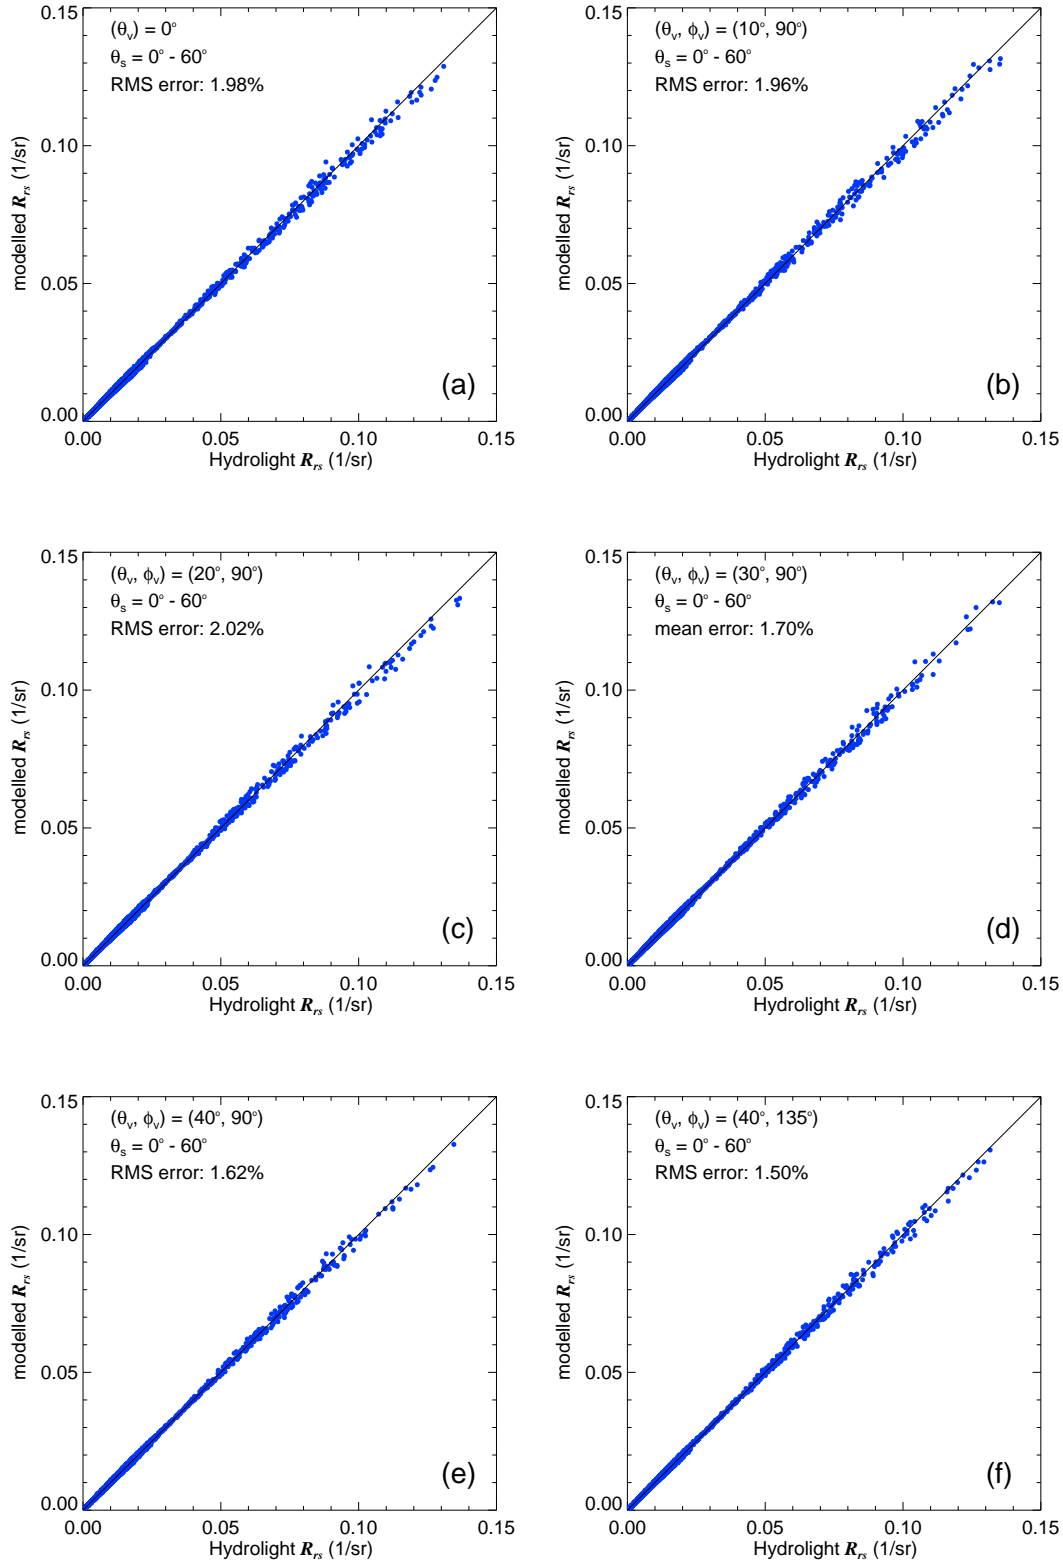 0.15
(θv) = 0°
θs = 0° - 60°
RMS error: 1.98%
0.10
modelled Rrs (1/sr)
0.05
(a)
0.00
0.00 0.05 0.10 0.15
Hydrolight Rrs (1/sr)
0.15
(θv, ϕv) = (10°, 90°)
θs = 0° - 60°
RMS error: 1.96%
0.10
modelled Rrs (1/sr)
0.05
(b)
0.00
0.00 0.05 0.10 0.15
Hydrolight Rrs (1/sr)
0.15
(θv, ϕv) = (20°, 90°)
θs = 0° - 60°
RMS error: 2.02%
0.10
modelled Rrs (1/sr)
0.05
(c)
0.00
0.00 0.05 0.10 0.15
Hydrolight Rrs (1/sr)
0.15
(θv, ϕv) = (30°, 90°)
θs = 0° - 60°
mean error: 1.70%
0.10
modelled Rrs (1/sr)
0.05
(d)
0.00
0.00 0.05 0.10 0.15
Hydrolight Rrs (1/sr)
0.15
(θv, ϕv) = (40°, 90°)
θs = 0° - 60°
RMS error: 1.62%
0.10
modelled Rrs (1/sr)
0.05
(e)
0.00
0.00 0.05 0.10 0.15
Hydrolight Rrs (1/sr)
0.15
(θv, ϕv) = (40°, 135°)
θs = 0° - 60°
RMS error: 1.50%
0.10
modelled Rrs (1/sr)
0.05
(f)
0.00
0.00 0.05 0.10 0.15
Hydrolight Rrs (1/sr)